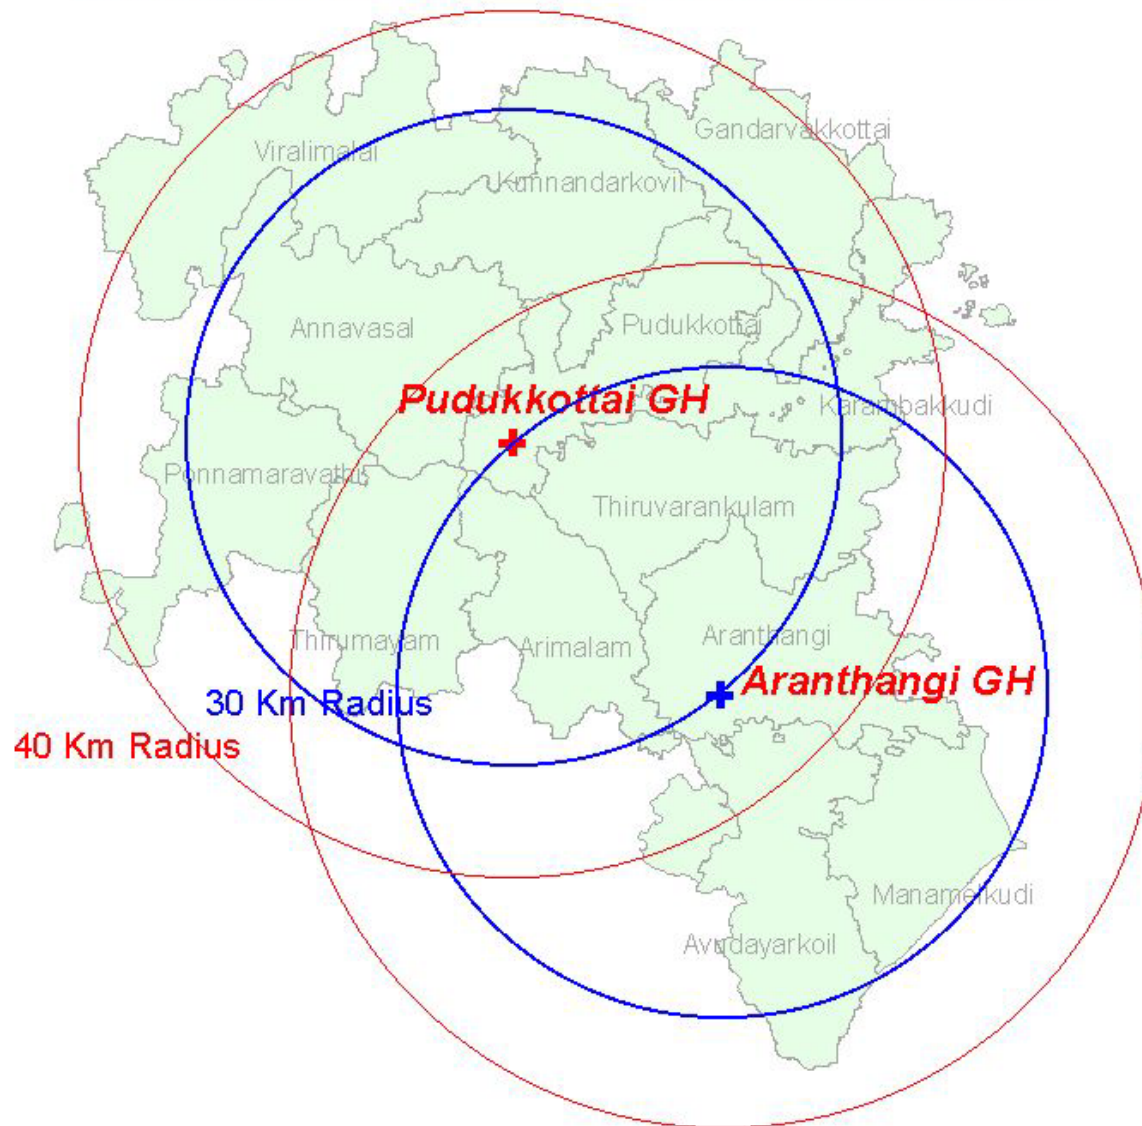 Gandarvakkottai
Viralimalai
Kunnandarkovil
Annavasal
Pudukkottai
Pudukkottai GH
Karambakkudi
Ponnamaravathi
Thiruvarankulam
Thirumayam
Arimalam
Aranthangi
Aranthangi GH
30 Km Radius
40 Km Radius
Manamelkudi
Avudayarkoil